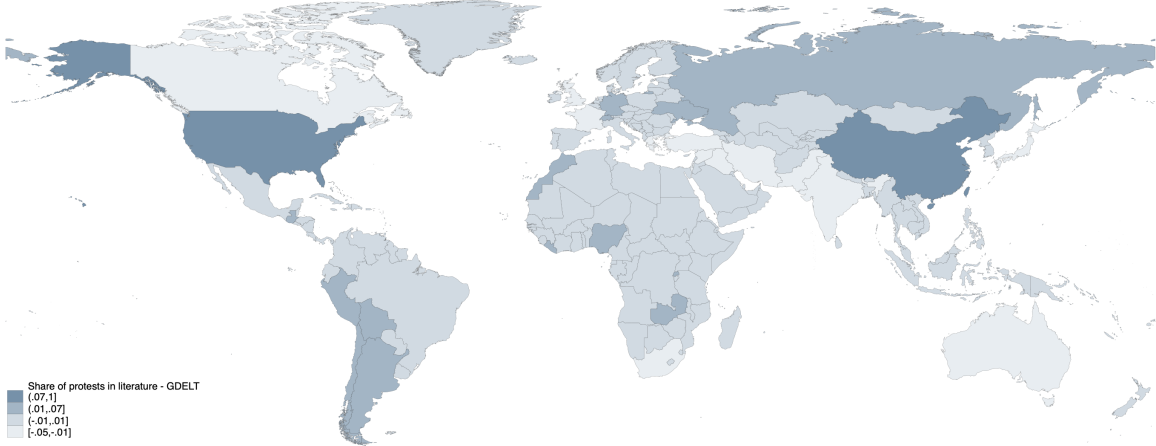 Share of protests in literature - GDELT
(.07,1]
(.01,.07]
(-.01,.01]
[-.05,-.01]